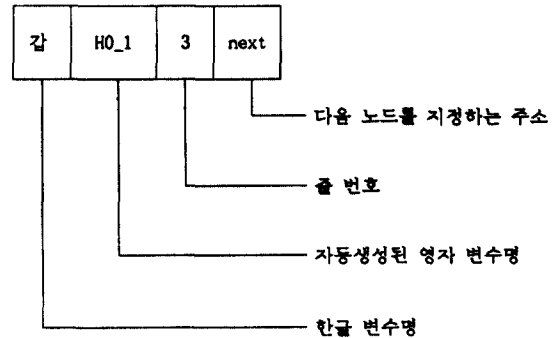 갑 HO_1 3 next
다음 노드를 지정하는 주소
줄 번호
자동생성된 영자 변수명
한글 변수명